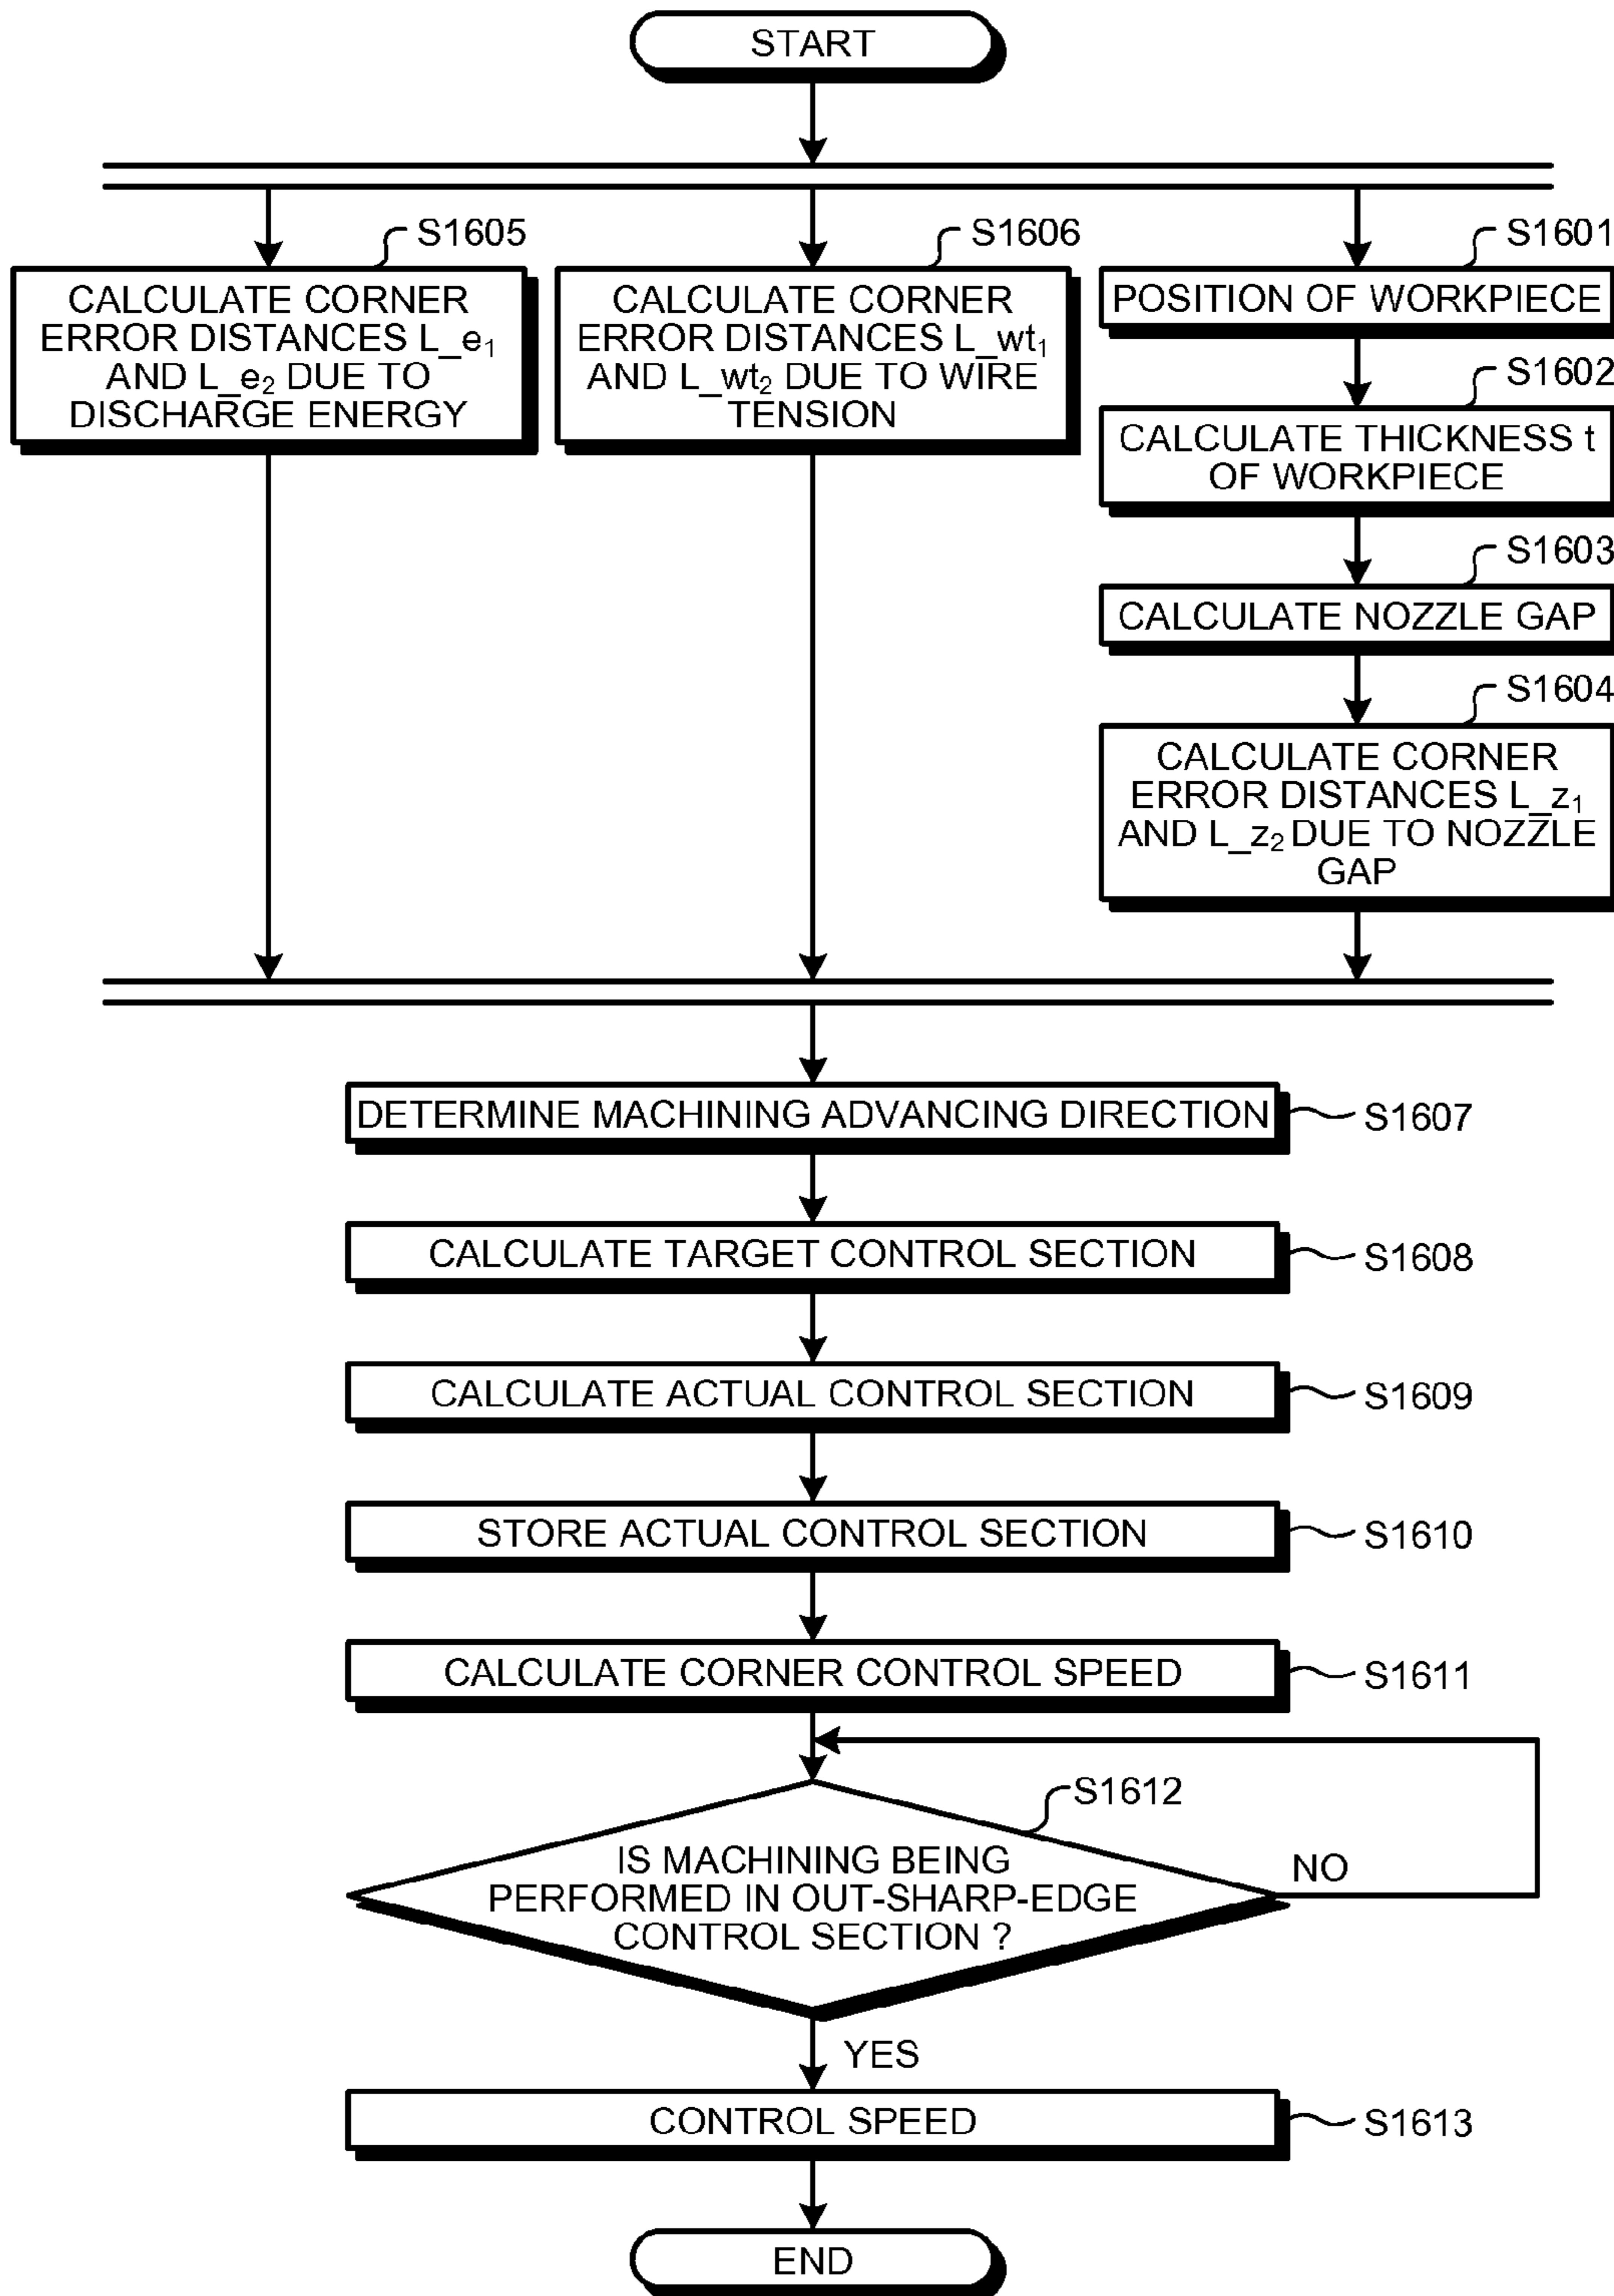 START
S1605
CALCULATE CORNER
ERROR DISTANCES L_e₁
AND L_e₂ DUE TO
DISCHARGE ENERGY
S1606
CALCULATE CORNER
ERROR DISTANCES L_wt₁
AND L_wt₂ DUE TO WIRE
TENSION
S1601
POSITION OF WORKPIECE
S1602
CALCULATE THICKNESS t
OF WORKPIECE
S1603
CALCULATE NOZZLE GAP
S1604
CALCULATE CORNER
ERROR DISTANCES L_z₁
AND L_z₂ DUE TO NOZZLE
GAP
DETERMINE MACHINING ADVANCING DIRECTION
S1607
CALCULATE TARGET CONTROL SECTION
S1608
CALCULATE ACTUAL CONTROL SECTION
S1609
STORE ACTUAL CONTROL SECTION
S1610
CALCULATE CORNER CONTROL SPEED
S1611
S1612
IS MACHINING BEING
PERFORMED IN OUT-SHARP-EDGE
CONTROL SECTION ?
NO
YES
CONTROL SPEED
S1613
END